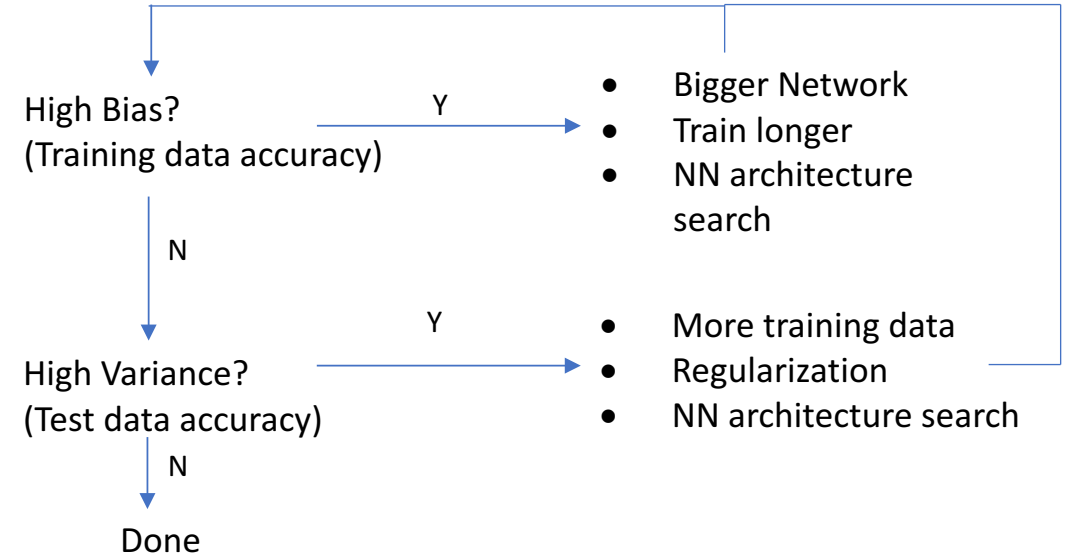 High Bias?
(Training data accuracy)
Y
• Bigger Network
• Train longer
• NN architecture
search
N
High Variance?
(Test data accuracy)
Y
• More training data
• Regularization
• NN architecture search
N
Done